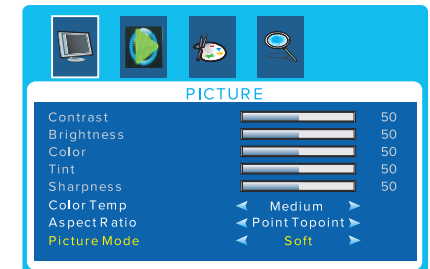 PICTURE
Contrast 50
Brightness 50
Color 50
Tint 50
Sharpness 50
Color Temp Medium
Aspect Ratio Point Topoint
Picture Mode Soft